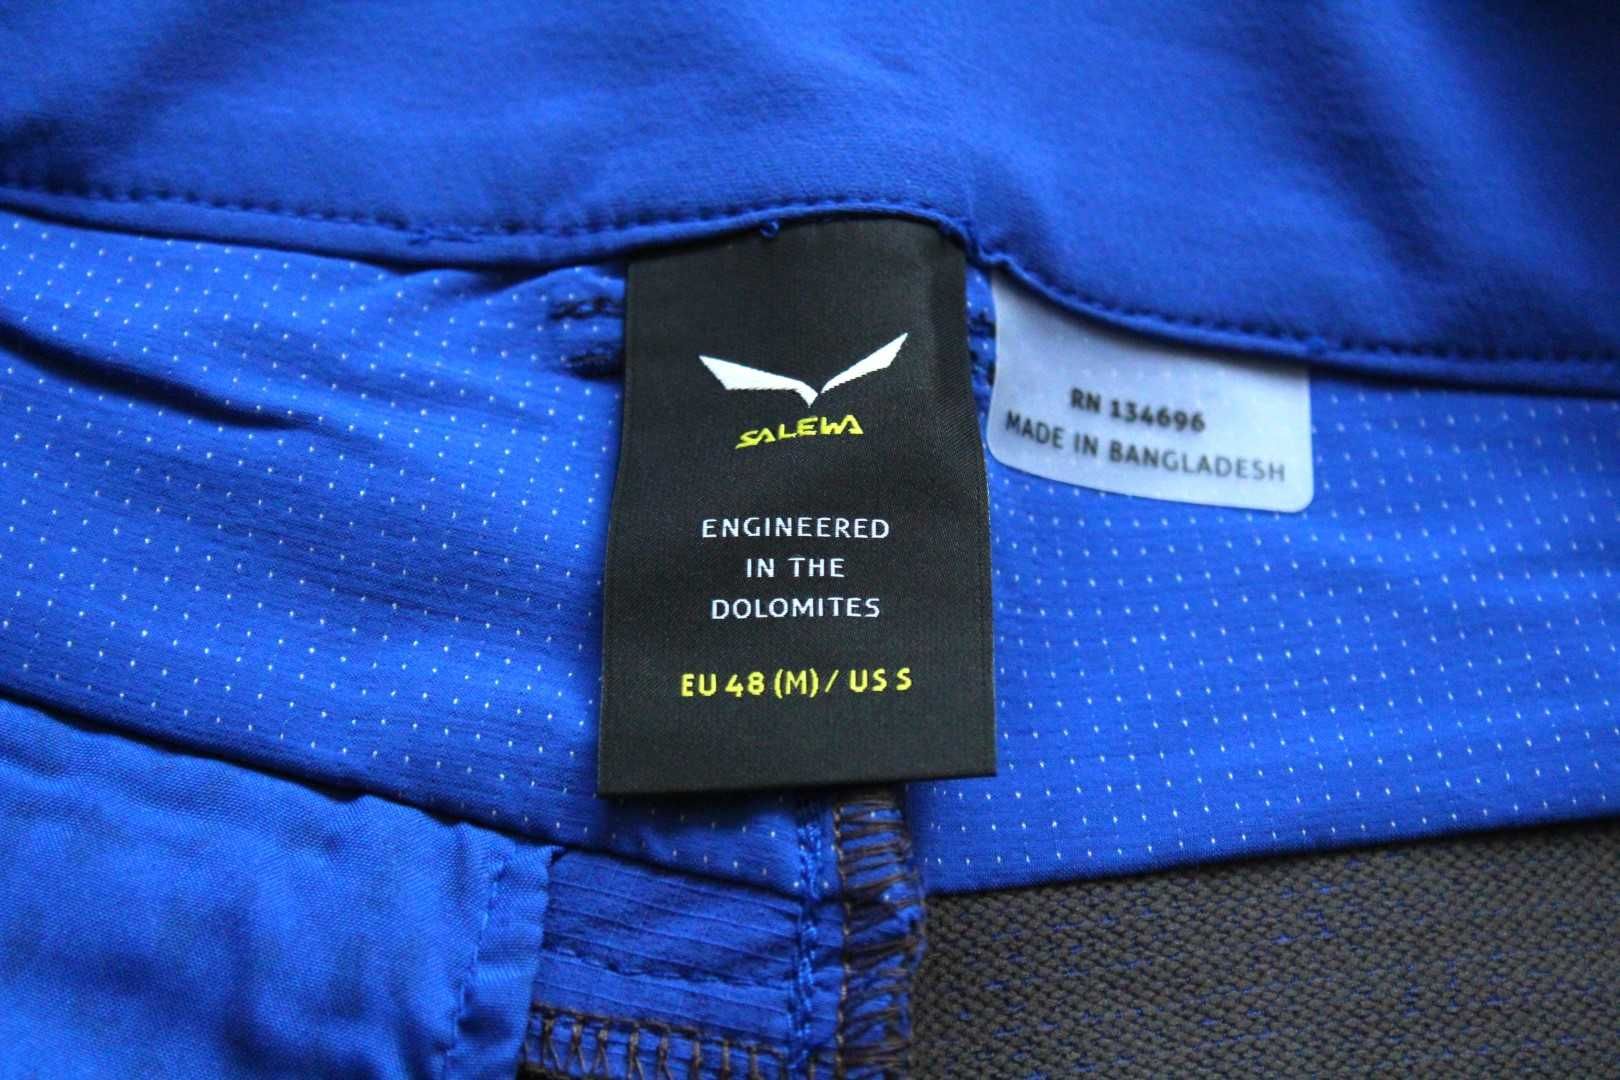 SALEWA
ENGINEERED
IN THE
DOLOMITES
EU 48 (M) / US S
RN 134696
MADE IN BANGLADESH